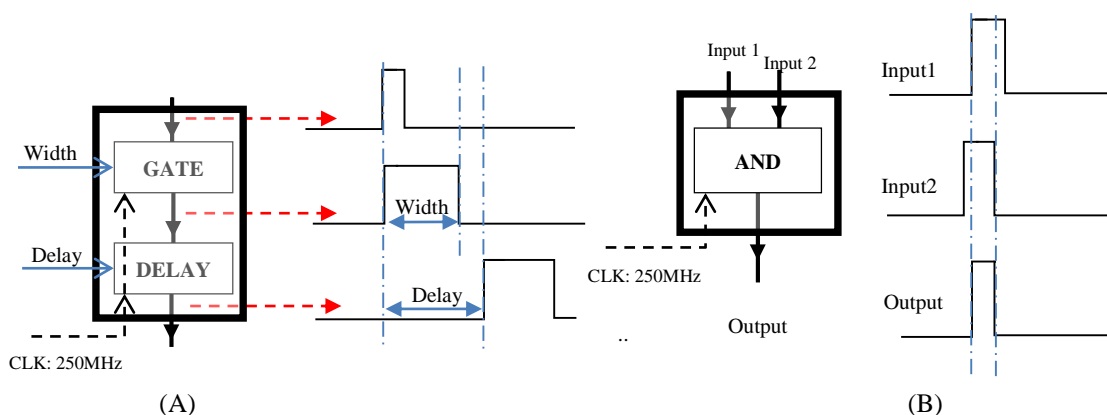 Width
GATE
Delay
DELAY
CLK: 250MHz
Width
Delay
(A)
Input 1
Input 2
AND
CLK: 250MHz
Output
..
Input1
Input2
Output
(B)